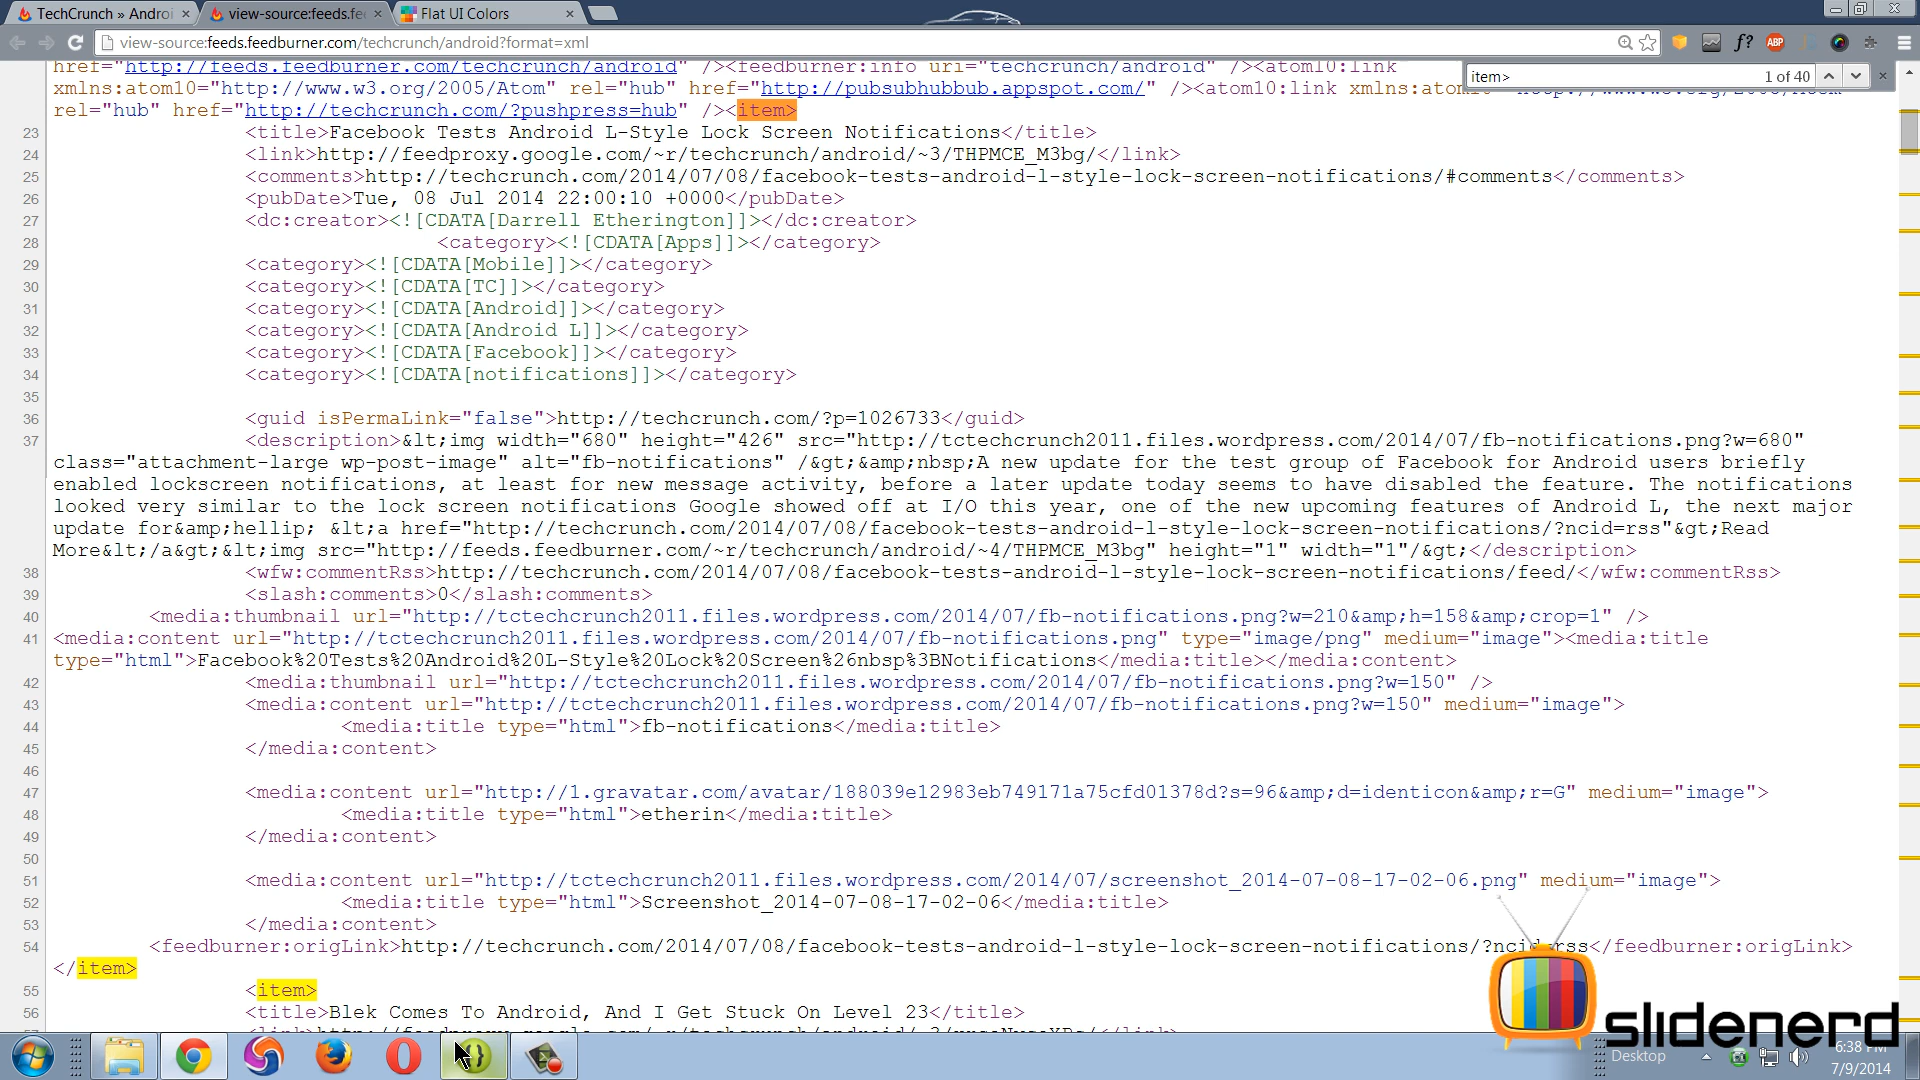 TechCrunch » Androi
view-source:feeds.fe
Flat UI Colors
view-source:feeds.feedburner.com/techcrunch/android?format=xml
f?
ABP
item>
1 of 40
href="http://feeds.feedburner.com/techcrunch/android" /><feedburner:info uri="techcrunch/android" /><atom10:link
xmlns:atom10="http://www.w3.org/2005/Atom" rel="hub" href="http://pubsubhubbub.appspot.com/" /><atom10:link
rel="hub" href="http://techcrunch.com/?pushpress=hub" /><item>
23 <title>Facebook Tests Android L-Style Lock Screen Notifications</title>
24 <link>http://feedproxy.google.com/~r/techcrunch/android/~3/THPMCE_M3bg/</link>
25 <comments>http://techcrunch.com/2014/07/08/facebook-tests-android-l-style-lock-screen-notifications/#comments</comments>
26 <pubDate>Tue, 08 Jul 2014 22:00:10 +0000</pubDate>
27 <dc:creator><![CDATA[Darrell Etherington]]></dc:creator>
28 <category><![CDATA[Apps]]></category>
29 <category><![CDATA[Mobile]]></category>
30 <category><![CDATA[TC]]></category>
31 <category><![CDATA[Android]]></category>
32 <category><![CDATA[Android L]]></category>
33 <category><![CDATA[Facebook]]></category>
34 <category><![CDATA[notifications]]></category>
35
36 <guid isPermaLink="false">http://techcrunch.com/?p=1026733</guid>
37 <description>&lt;img width="680" height="426" src="http://tctechcrunch2011.files.wordpress.com/2014/07/fb-notifications.png?w=680"
class="attachment-large wp-post-image" alt="fb-notifications" /&gt;&amp;nbsp;A new update for the test group of Facebook for Android users briefly
enabled lockscreen notifications, at least for new message activity, before a later update today seems to have disabled the feature. The notifications
looked very similar to the lock screen notifications Google showed off at I/O this year, one of the new upcoming features of Android L, the next major
update for&amp;hellip; &lt;a href="http://techcrunch.com/2014/07/08/facebook-tests-android-l-style-lock-screen-notifications/?ncid=rss"&gt;Read
More&lt;/a&gt;&lt;img src="http://feeds.feedburner.com/~r/techcrunch/android/~4/THPMCE_M3bg" height="1" width="1"/&gt;</description>
38 <wfw:commentRss>http://techcrunch.com/2014/07/08/facebook-tests-android-l-style-lock-screen-notifications/feed/</wfw:commentRss>
39 <slash:comments>0</slash:comments>
40 <media:thumbnail url="http://tctechcrunch2011.files.wordpress.com/2014/07/fb-notifications.png?w=210&amp;h=158&amp;crop=1" />
41 <media:content url="http://tctechcrunch2011.files.wordpress.com/2014/07/fb-notifications.png" type="image/png" medium="image"><media:title
type="html">Facebook%20Tests%20Android%20L-Style%20Lock%20Screen%26nbsp%3BNotifications</media:title></media:content>
42 <media:thumbnail url="http://tctechcrunch2011.files.wordpress.com/2014/07/fb-notifications.png?w=150" />
43 <media:content url="http://tctechcrunch2011.files.wordpress.com/2014/07/fb-notifications.png?w=150" medium="image">
44 <media:title type="html">fb-notifications</media:title>
45 </media:content>
46
47 <media:content url="http://1.gravatar.com/avatar/188039e12983eb749171a75cfd01378d?s=96&amp;d=identicon&amp;r=G" medium="image">
48 <media:title type="html">etherin</media:title>
49 </media:content>
50
51 <media:content url="http://tctechcrunch2011.files.wordpress.com/2014/07/screenshot_2014-07-08-17-02-06.png" medium="image">
52 <media:title type="html">Screenshot_2014-07-08-17-02-06</media:title>
53 </media:content>
54 <feedburner:origLink>http://techcrunch.com/2014/07/08/facebook-tests-android-l-style-lock-screen-notifications/?ncid=rss</feedburner:origLink>
</item>
55 <item>
56 <title>Blek Comes To Android, And I Get Stuck On Level 23</title>
slidenerd
Desktop
6:38 PM
7/9/2014